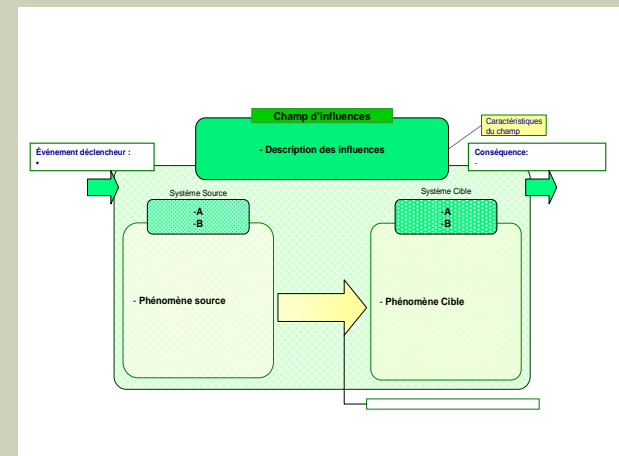 Champ d'influences
- Description des influences
Caractéristiques
du champ
Événement déclencheur :
•
Conséquence:
-
Système Source
-A
-B
Système Cible
-A
-B
- Phénomène source
- Phénomène Cible